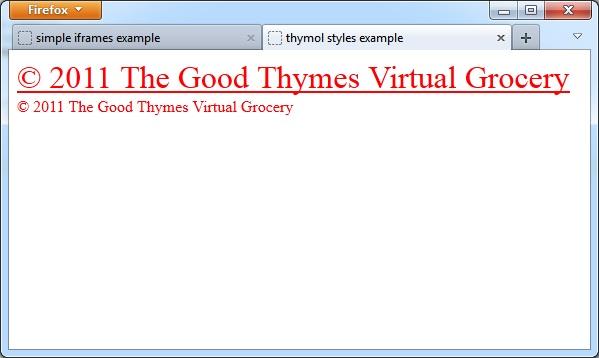 Firefox
simple iframes example
thymol styles example
© 2011 The Good Thymes Virtual Grocery
© 2011 The Good Thymes Virtual Grocery